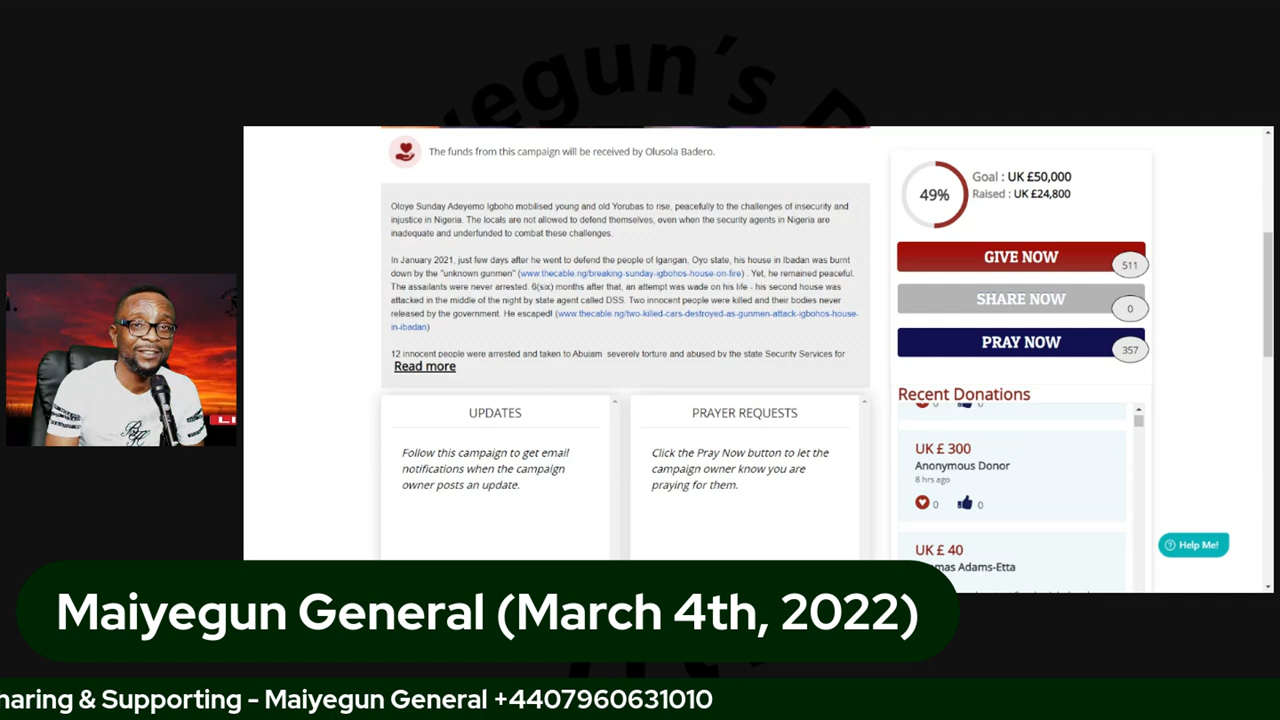 yegun's D
The funds from this campaign will be received by Olusola Badero.
Oloye Sunday Adeyemo Igboho mobilised young and old Yorubas to rise, peacefully to the challenges of insecurity and
injustice in Nigeria. The locals are not allowed to defend themselves, even when the security agents in Nigeria are
inadequate and underfunded to combat these challenges.
In January 2021, just few days after he went to defend the people of Igangan, Oyo state, his house in Ibadan was burnt
down by the "unknown gunmen" (www.thecable.ng/breaking-sunday-igbohos-house-on-fire) . Yet, he remained peaceful.
The assailants were never arrested. 6(six) months after that, an attempt was wade on his life - his second house was
attacked in the middle of the night by state agent called DSS. Two innocent people were killed and their bodies never
released by the government. He escaped! (www.thecable.ng/two-killed-cars-destroyed-as-gunmen-attack-igbohos-house-
in-ibadan)
12 innocent people were arrested and taken to Abujam severely torture and abused by the state Security Services for
Read more
UPDATES
Follow this campaign to get email
notifications when the campaign
owner posts an update.
PRAYER REQUESTS
Click the Pray Now button to let the
campaign owner know you are
praying for them.
49%
Goal : UK £50,000
Raised : UK £24,800
GIVE NOW
511
SHARE NOW
0
PRAY NOW
357
Recent Donations
0 0
UK £ 300
Anonymous Donor
8 hrs ago
0 0
UK £ 40
mas Adams-Etta
Help Me!
LI
Maiyegun General (March 4th, 2022)
haring & Supporting - Maiyegun General +4407960631010